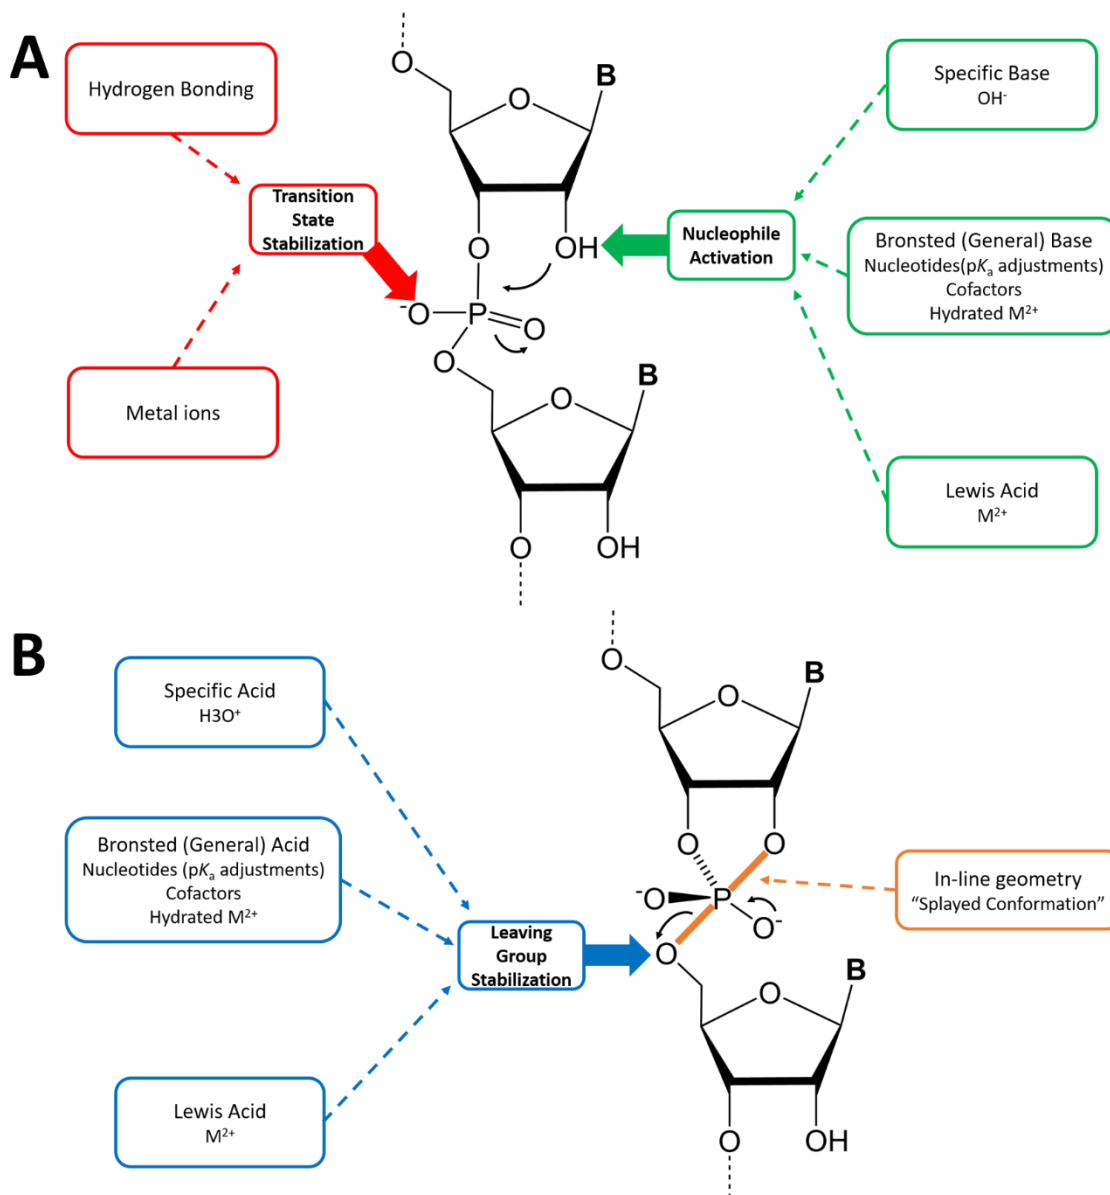 A
Hydrogen Bonding
Transition
State
Stabilization
Metal ions
O
O
B
O
OH
⁻O
P
O
O
O
B
O
OH
Nucleophile
Activation
Specific Base
OH⁻
Bronsted (General) Base
Nucleotides(pKₐ adjustments)
Cofactors
Hydrated M²⁺
Lewis Acid
M²⁺
B
Specific Acid
H3O⁺
Bronsted (General) Acid
Nucleotides (pKₐ adjustments)
Cofactors
Hydrated M²⁺
Lewis Acid
M²⁺
Leaving
Group
Stabilization
O
O
B
O
O
⁻O
P
O⁻
O
O
B
O
OH
In-line geometry
“Splayed Conformation”